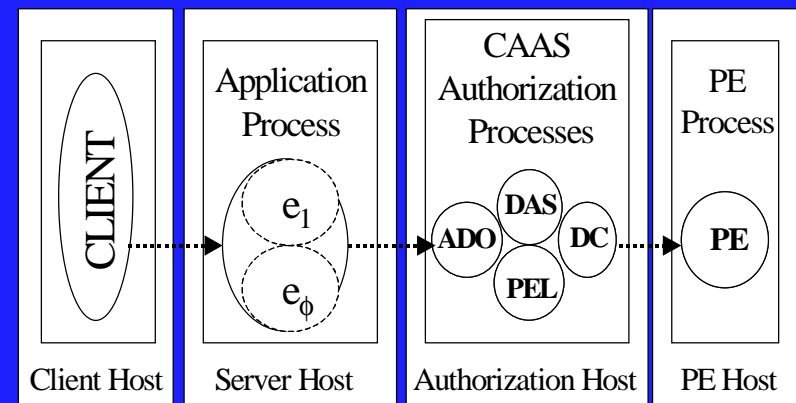 CLIENT
Client Host
Application
Process
e1
eϕ
Server Host
CAAS
Authorization
Processes
DAS
ADO
DC
PEL
Authorization Host
PE
Process
PE
PE Host